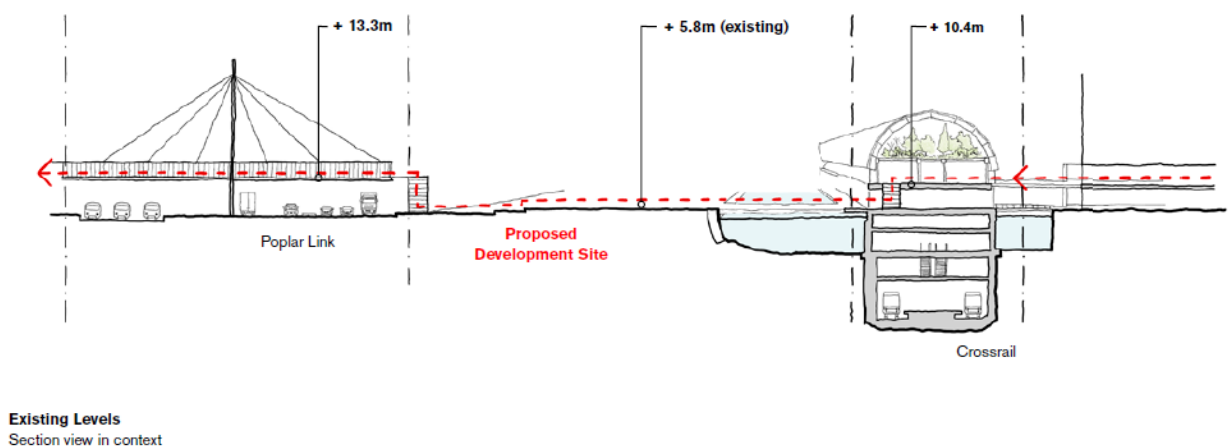 + 13.3m
+ 5.8m (existing)
+ 10.4m
Poplar Link
Proposed
Development Site
Crossrail
Existing Levels
Section view in context